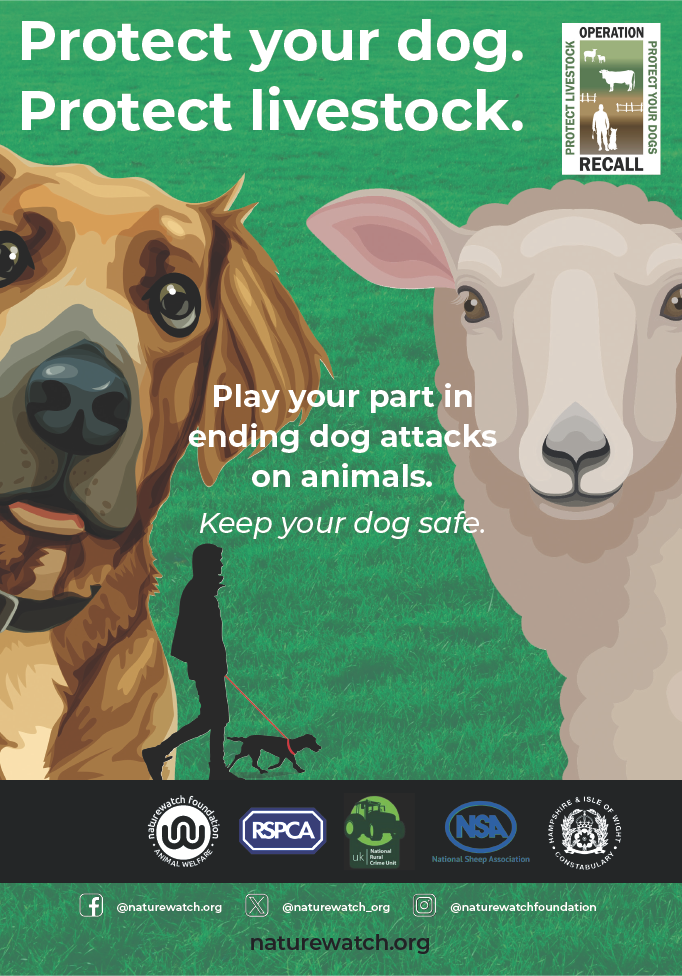 Protect your dog.
Protect livestock.
OPERATION
PROTECT LIVESTOCK
PROTECT YOUR DOGS
RECALL
Play your part in
ending dog attacks
on animals.
Keep your dog safe.
naturewatch foundation
• ANIMAL WELFARE •
RSPCA
uk National
Rural
Crime Unit
NSA
National Sheep Association
HAMPSHIRE & ISLE OF WIGHT
• CONSTABULARY •
@naturewatch.org
@naturewatch_org
@naturewatchfoundation
naturewatch.org